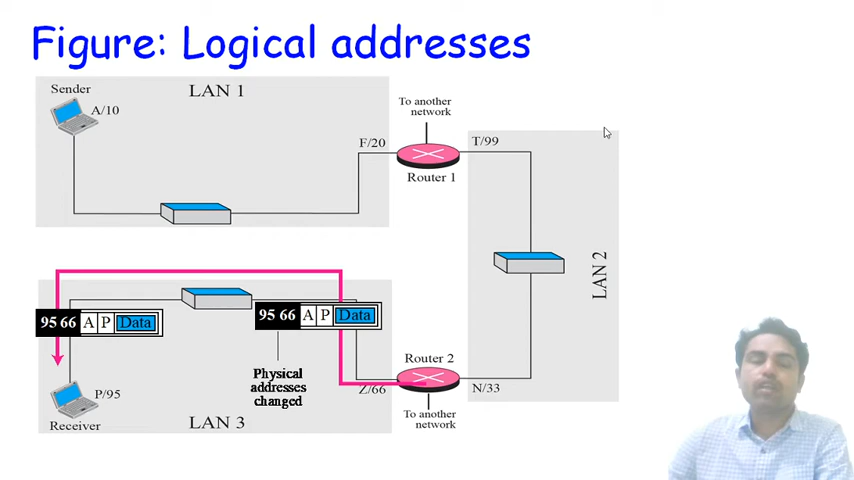 Figure: Logical addresses
Sender
LAN 1
A/10
To another
network
F/20
T/99
Router 1
LAN 2
95 66 A P Data
95 66 A P Data
Physical
addresses
changed
Router 2
Z/66
N/33
To another
network
P/95
Receiver
LAN 3